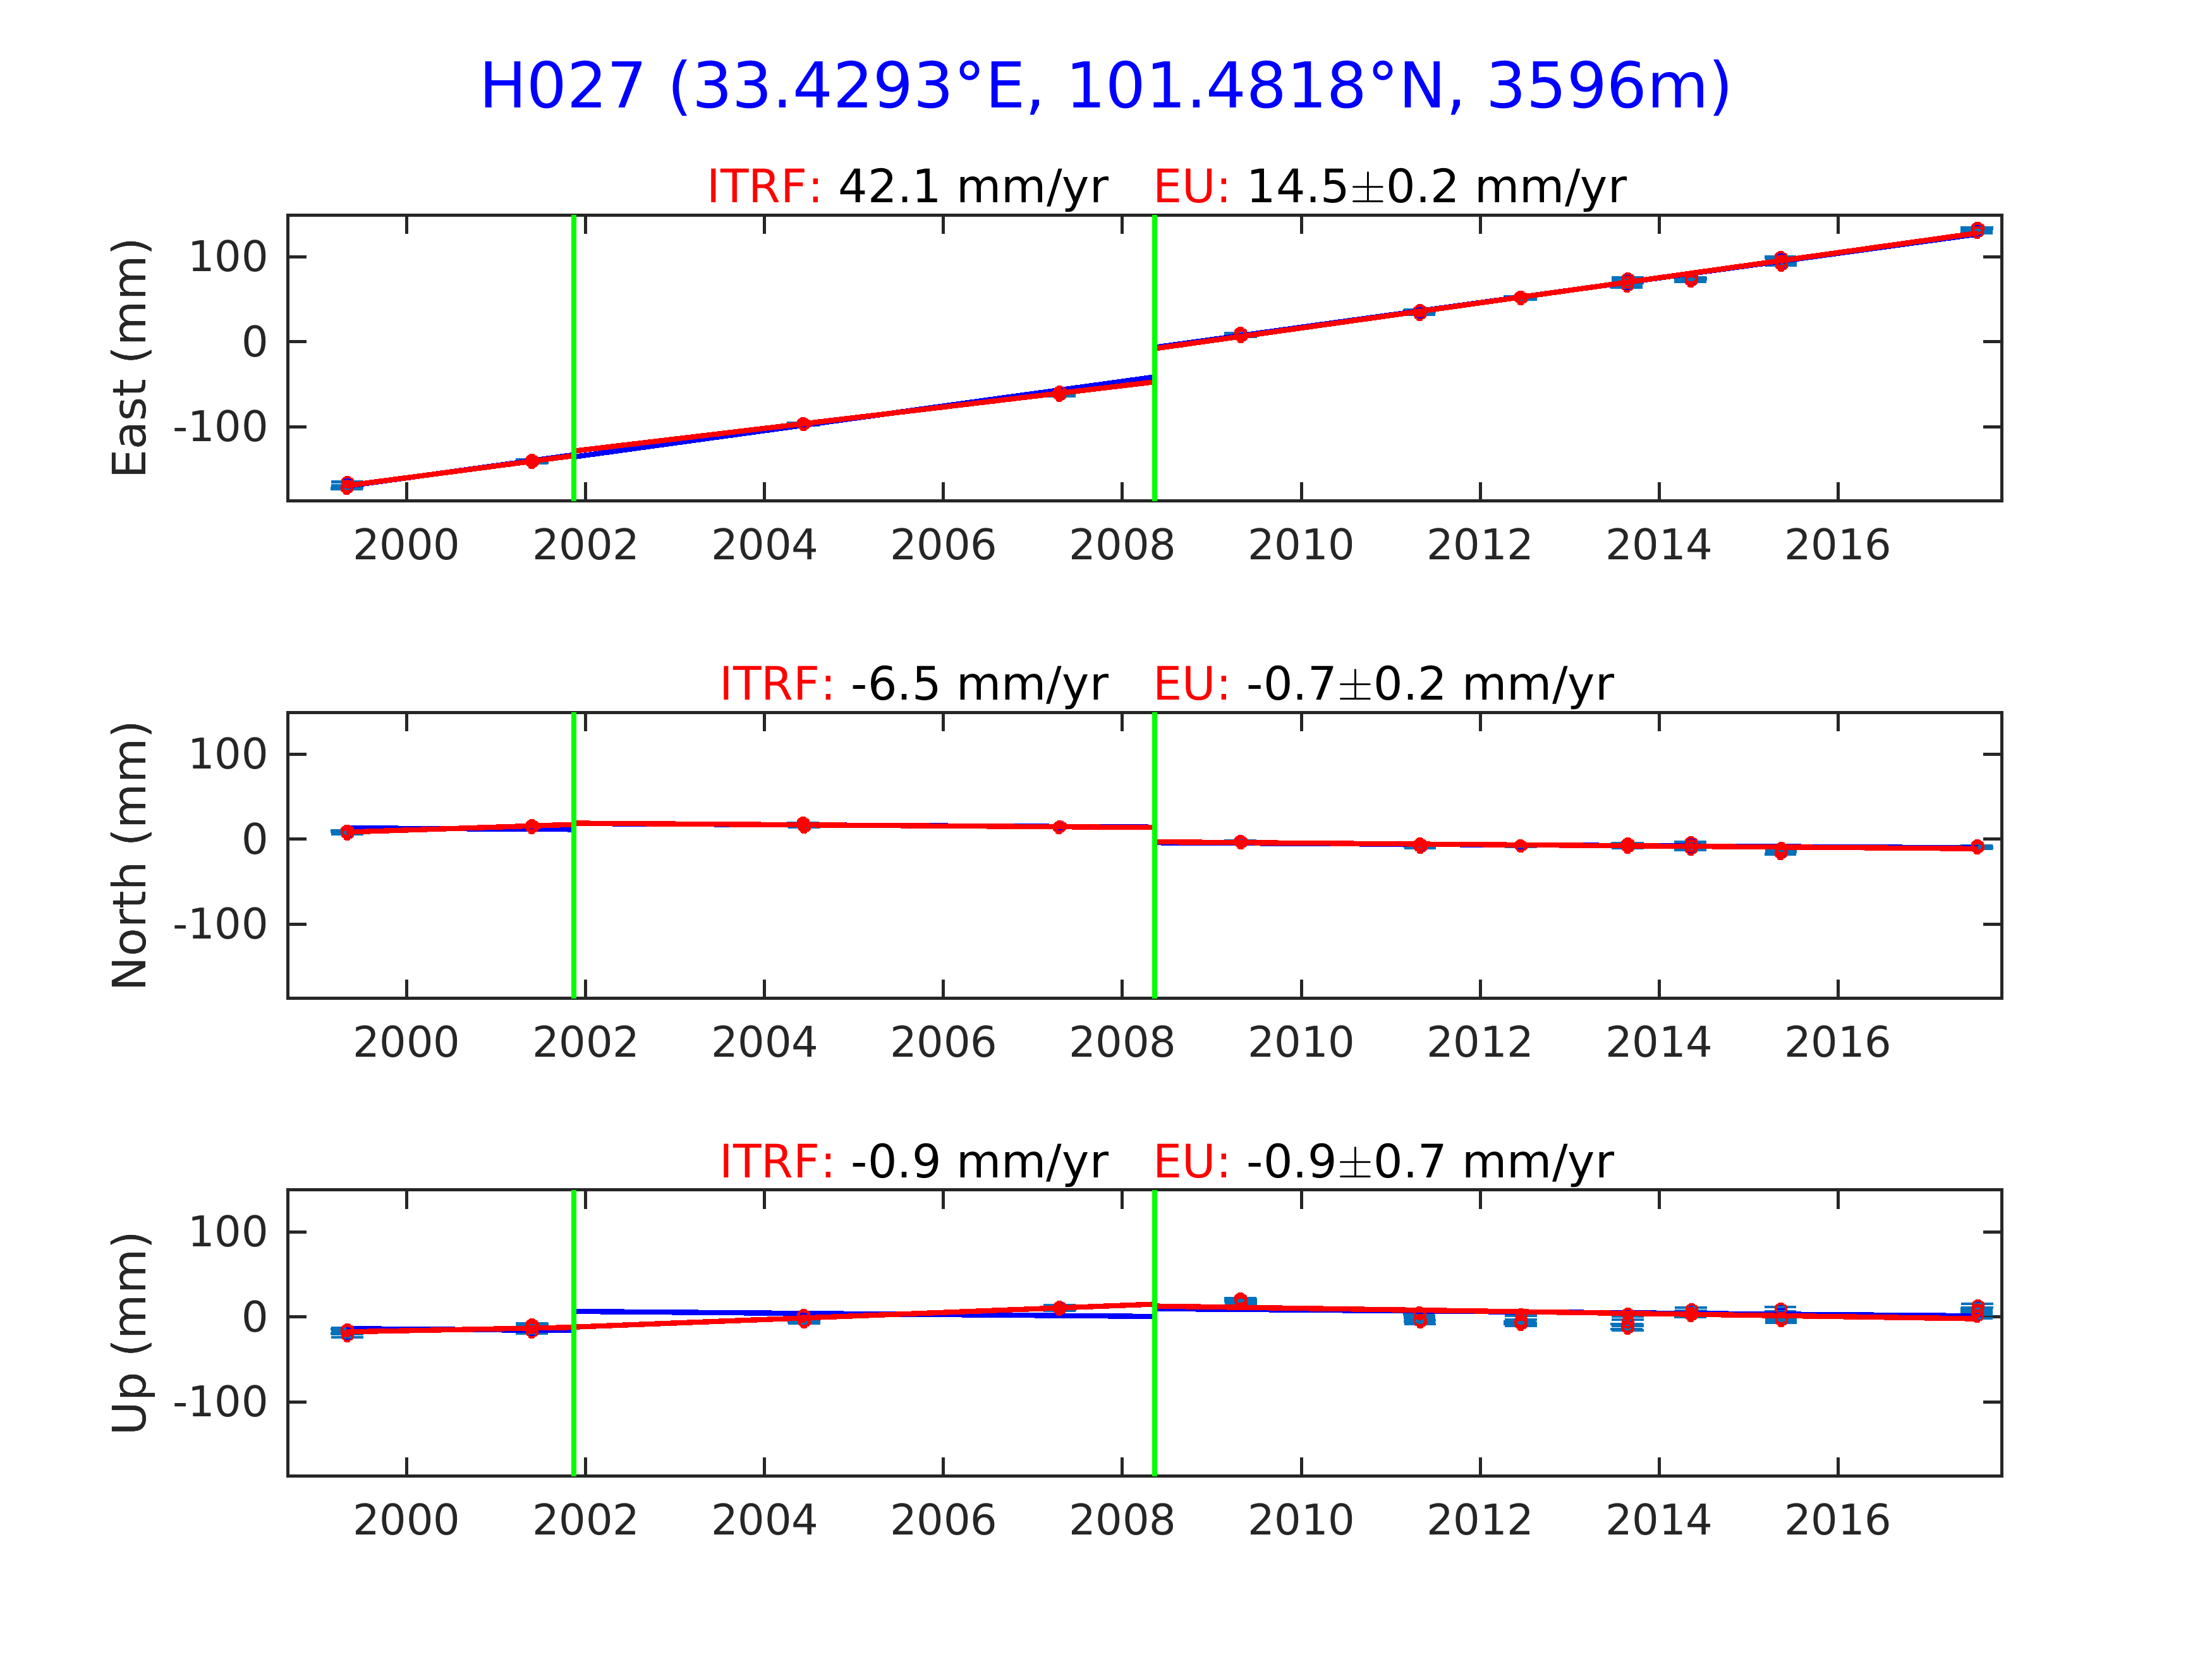 H027 (33.4293°E, 101.4818°N, 3596m)
ITRF: 42.1 mm/yr EU: 14.5±0.2 mm/yr
East (mm)
100
0
-100
2000 2002 2004 2006 2008 2010 2012 2014 2016
ITRF: -6.5 mm/yr EU: -0.7±0.2 mm/yr
North (mm)
100
0
-100
2000 2002 2004 2006 2008 2010 2012 2014 2016
ITRF: -0.9 mm/yr EU: -0.9±0.7 mm/yr
Up (mm)
100
0
-100
2000 2002 2004 2006 2008 2010 2012 2014 2016